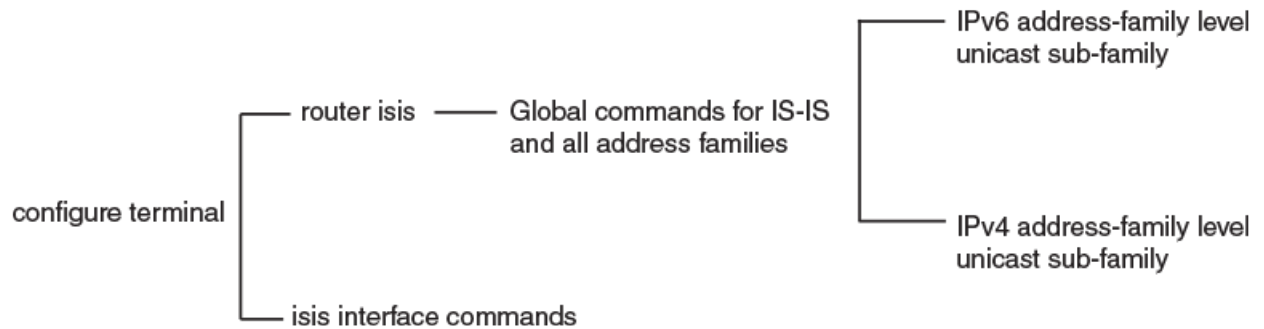 IPv6 address-family level
unicast sub-family
router isis
Global commands for IS-IS
and all address families
configure terminal
IPv4 address-family level
unicast sub-family
isis interface commands